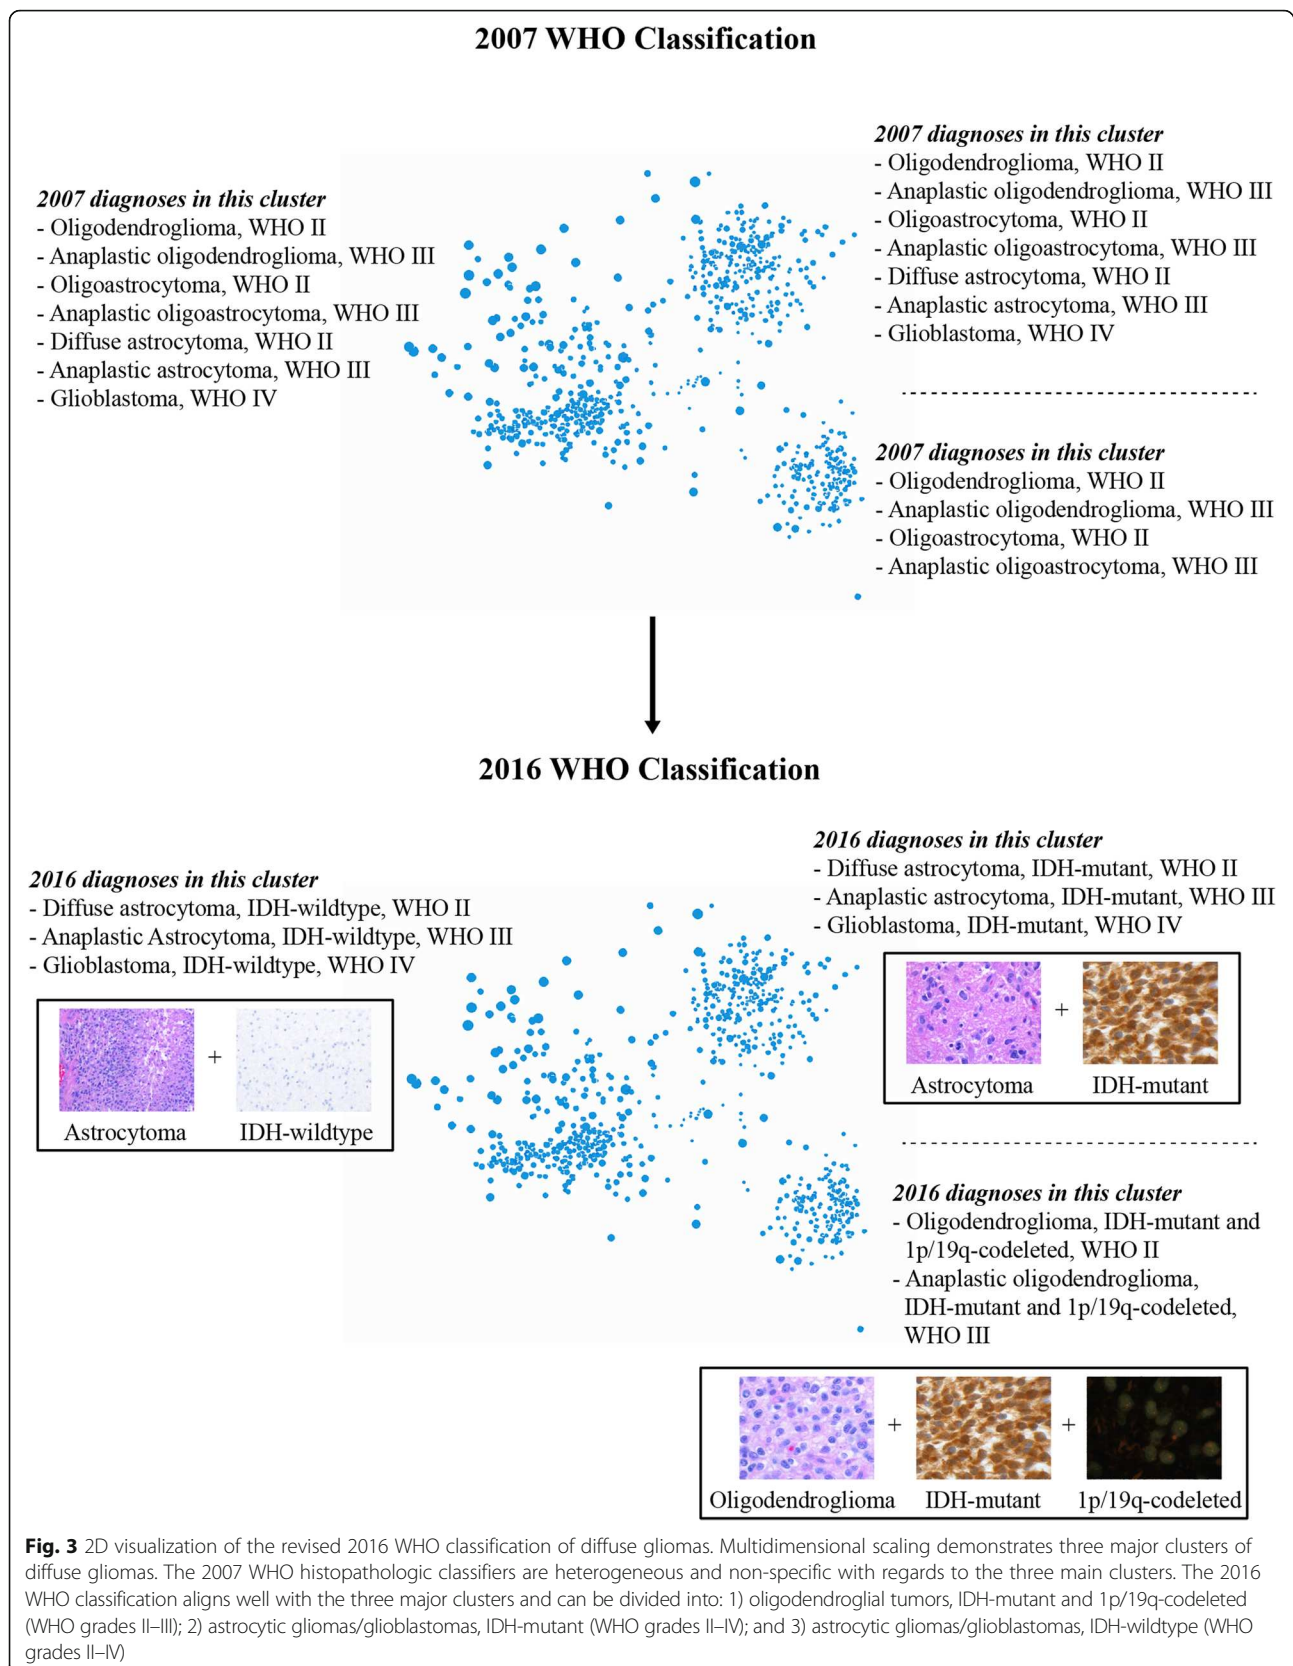 2007 WHO Classification
2007 diagnoses in this cluster
- Oligodendroglioma, WHO II
- Anaplastic oligodendroglioma, WHO III
- Oligoastrocytoma, WHO II
- Anaplastic oligoastrocytoma, WHO III
- Diffuse astrocytoma, WHO II
- Anaplastic astrocytoma, WHO III
- Glioblastoma, WHO IV
2007 diagnoses in this cluster
- Oligodendroglioma, WHO II
- Anaplastic oligodendroglioma, WHO III
- Oligoastrocytoma, WHO II
- Anaplastic oligoastrocytoma, WHO III
- Diffuse astrocytoma, WHO II
- Anaplastic astrocytoma, WHO III
- Glioblastoma, WHO IV
2007 diagnoses in this cluster
- Oligodendroglioma, WHO II
- Anaplastic oligodendroglioma, WHO III
- Oligoastrocytoma, WHO II
- Anaplastic oligoastrocytoma, WHO III
2016 WHO Classification
2016 diagnoses in this cluster
- Diffuse astrocytoma, IDH-wildtype, WHO II
- Anaplastic Astrocytoma, IDH-wildtype, WHO III
- Glioblastoma, IDH-wildtype, WHO IV
+
Astrocytoma IDH-wildtype
2016 diagnoses in this cluster
- Diffuse astrocytoma, IDH-mutant, WHO II
- Anaplastic astrocytoma, IDH-mutant, WHO III
- Glioblastoma, IDH-mutant, WHO IV
+
Astrocytoma IDH-mutant
2016 diagnoses in this cluster
- Oligodendroglioma, IDH-mutant and
1p/19q-codeleted, WHO II
- Anaplastic oligodendroglioma,
IDH-mutant and 1p/19q-codeleted,
WHO III
+ +
Oligodendroglioma IDH-mutant 1p/19q-codeleted
Fig. 3 2D visualization of the revised 2016 WHO classification of diffuse gliomas. Multidimensional scaling demonstrates three major clusters of
diffuse gliomas. The 2007 WHO histopathologic classifiers are heterogeneous and non-specific with regards to the three main clusters. The 2016
WHO classification aligns well with the three major clusters and can be divided into: 1) oligodendroglial tumors, IDH-mutant and 1p/19q-codeleted
(WHO grades II–III); 2) astrocytic gliomas/glioblastomas, IDH-mutant (WHO grades II–IV); and 3) astrocytic gliomas/glioblastomas, IDH-wildtype (WHO
grades II–IV)